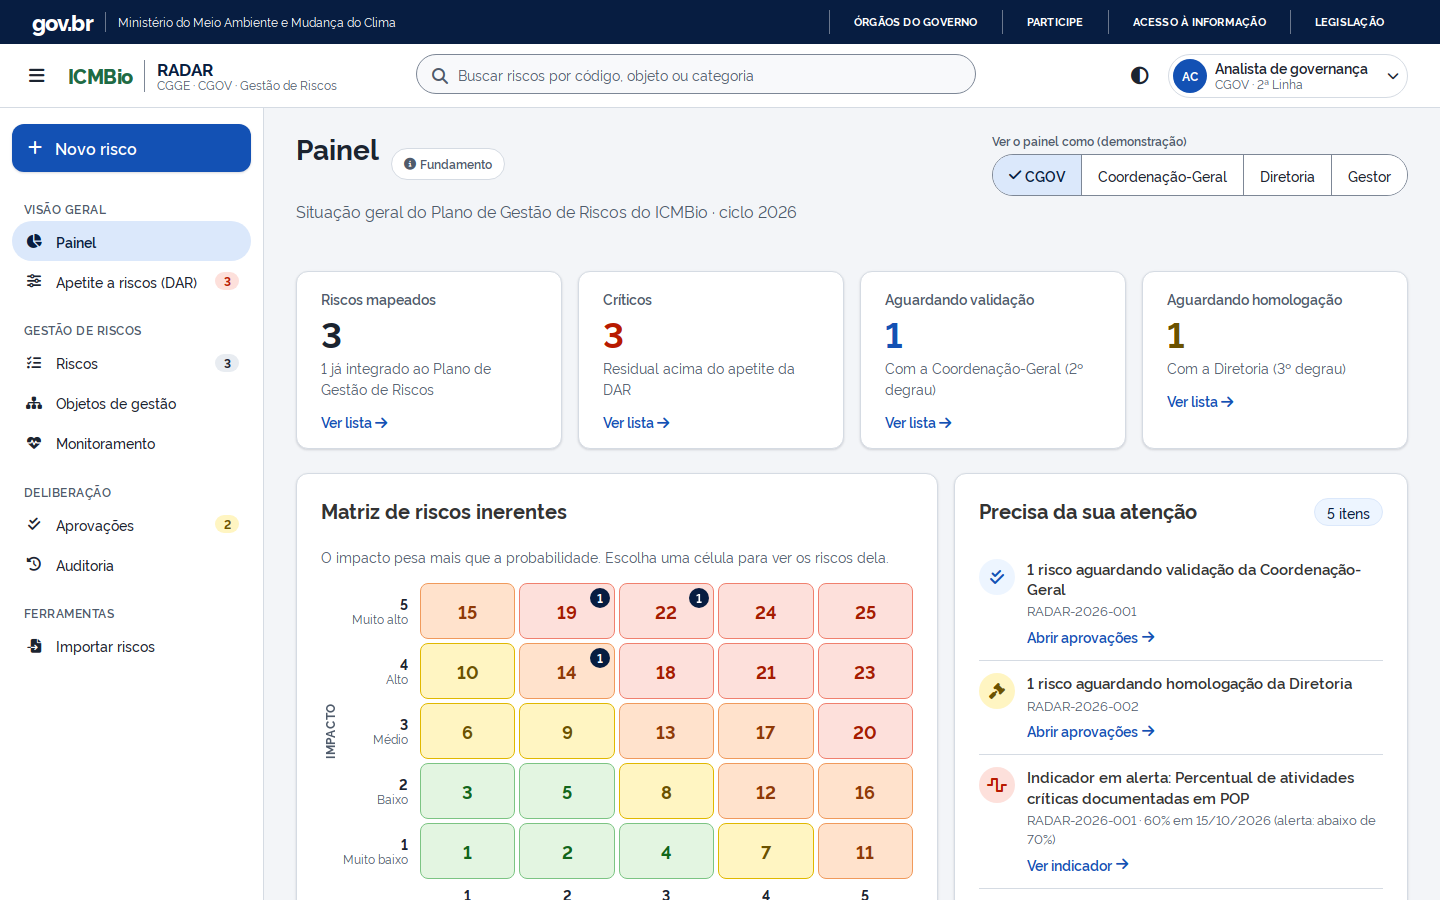 gov.br
Ministério do Meio Ambiente e Mudança do Clima
ÓRGÃOS DO GOVERNO
PARTICIPE
ACESSO À INFORMAÇÃO
LEGISLAÇÃO
ICMBio
RADAR
CGGE · CGOV · Gestão de Riscos
Buscar riscos por código, objeto ou categoria
AC
Analista de governança
CGOV · 2ª Linha
Novo risco
VISÃO GERAL
Painel
Apetite a riscos (DAR) 3
GESTÃO DE RISCOS
Riscos 3
Objetos de gestão
Monitoramento
DELIBERAÇÃO
Aprovações 2
Auditoria
FERRAMENTAS
Importar riscos
Painel
Fundamento
Situação geral do Plano de Gestão de Riscos do ICMBio · ciclo 2026
Ver o painel como (demonstração)
CGOV
Coordenação-Geral
Diretoria
Gestor
Riscos mapeados
3
1 já integrado ao Plano de
Gestão de Riscos
Ver lista
Críticos
3
Residual acima do apetite da
DAR
Ver lista
Aguardando validação
1
Com a Coordenação-Geral (2º
degrau)
Ver lista
Aguardando homologação
1
Com a Diretoria (3º degrau)
Ver lista
Matriz de riscos inerentes
O impacto pesa mais que a probabilidade. Escolha uma célula para ver os riscos dela.
IMPACTO
5
Muito alto
15 19 1 22 1 24 25
4
Alto
10 14 1 18 21 23
3
Médio
6 9 13 17 20
2
Baixo
3 5 8 12 16
1
Muito baixo
1 2 4 7 11
1 2 3 4 5
Precisa da sua atenção
5 itens
1 risco aguardando validação da Coordenação-
Geral
RADAR-2026-001
Abrir aprovações
1 risco aguardando homologação da Diretoria
RADAR-2026-002
Abrir aprovações
Indicador em alerta: Percentual de atividades
críticas documentadas em POP
RADAR-2026-001 · 60% em 15/10/2026 (alerta: abaixo de
70%)
Ver indicador